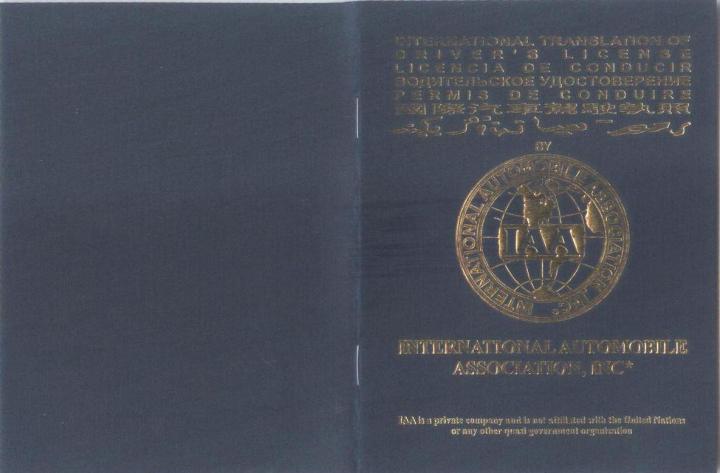 INTERNATIONAL TRANSLATION OF
DRIVER'S LICENSE
LICENCIA DE CONDUCIR
ВОДИТЕЛЬСКОЕ УДОСТОВЕРЕНИЕ
PERMIS DE CONDUIRE
國際汽車駕駛執照
BY
INTERNATIONAL AUTOMOBILE ASSOCIATION, INC.
IAA
INTERNATIONAL AUTOMOBILE
ASSOCIATION, INC*
IAA is a private company and is not affiliated with the United Nations
or any other quasi government organization